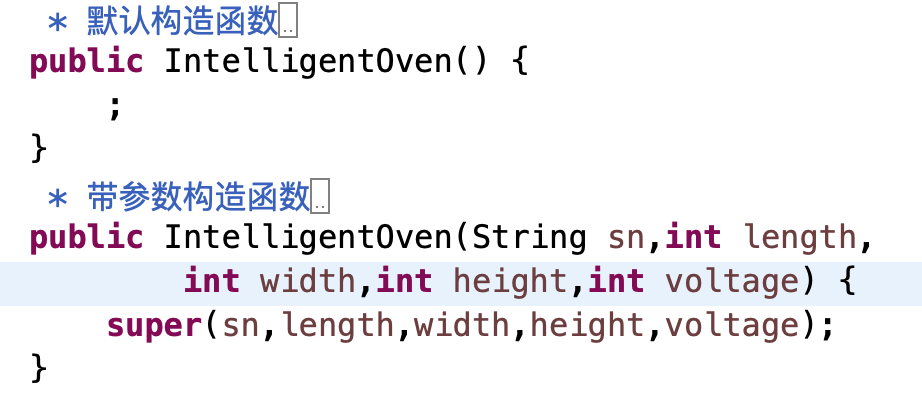 * 默认构造函数..
public IntelligentOven() {
;
}
* 带参数构造函数..
public IntelligentOven(String sn,int length,
int width,int height,int voltage) {
super(sn,length,width,height,voltage);
}